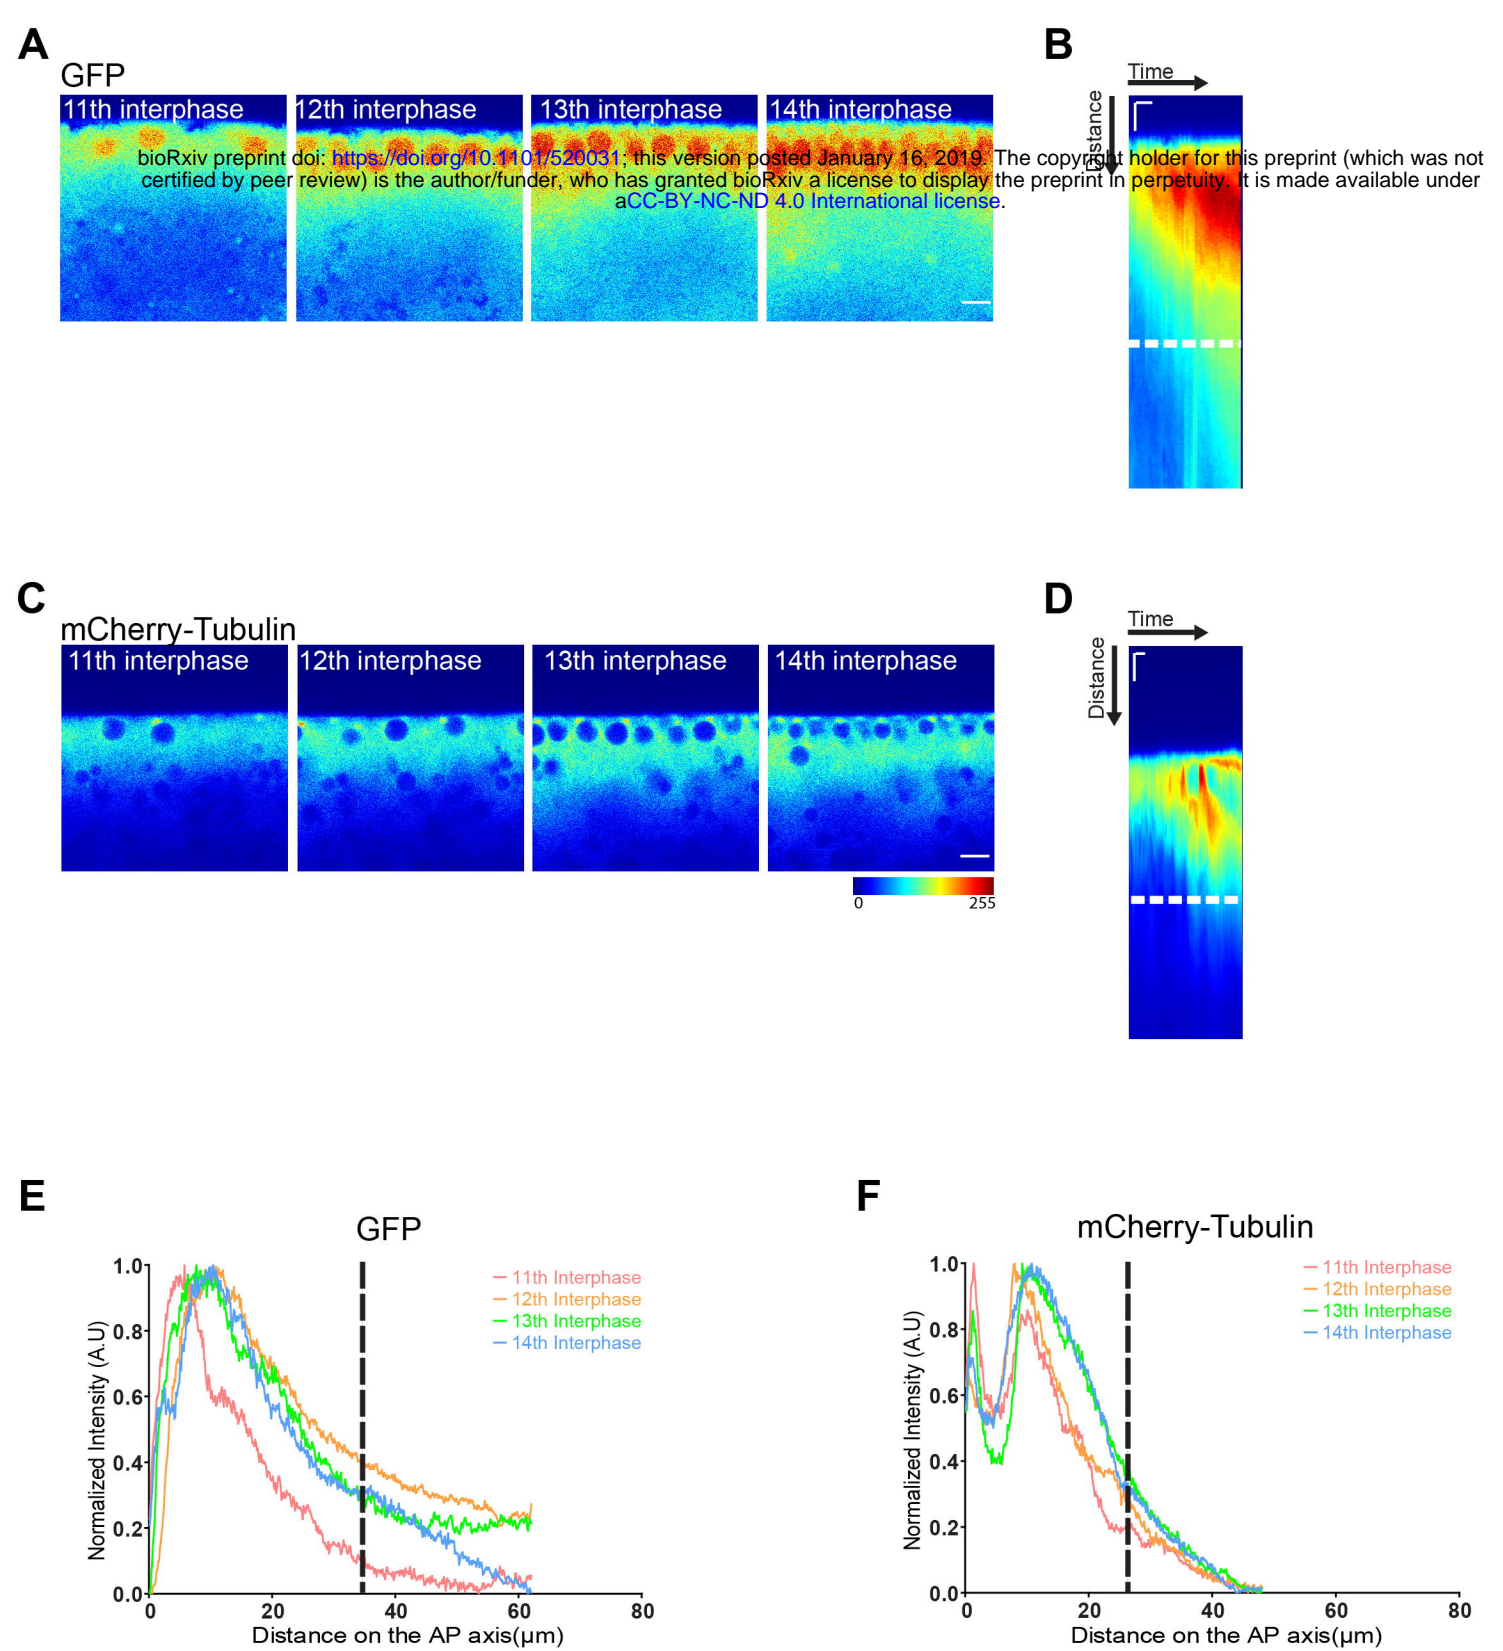 A
GFP
11th interphase
12th interphase
13th interphase
14th interphase
B
Time
Distance
bioRxiv preprint doi: https://doi.org/10.1101/520031; this version posted January 16, 2019. The copyright holder for this preprint (which was not
certified by peer review) is the author/funder, who has granted bioRxiv a license to display the preprint in perpetuity. It is made available under
aCC-BY-NC-ND 4.0 International license.
C
mCherry-Tubulin
11th interphase
12th interphase
13th interphase
14th interphase
0
255
D
Time
Distance
E
GFP
11th Interphase
12th Interphase
13th Interphase
14th Interphase
Normalized Intensity (A.U)
1.0
0.8
0.6
0.4
0.2
0.0
0 20 40 60 80
Distance on the AP axis(µm)
F
mCherry-Tubulin
11th Interphase
12th Interphase
13th Interphase
14th Interphase
Normalized Intensity (A.U)
1.0
0.8
0.6
0.4
0.2
0.0
0 20 40 60 80
Distance on the AP axis(µm)